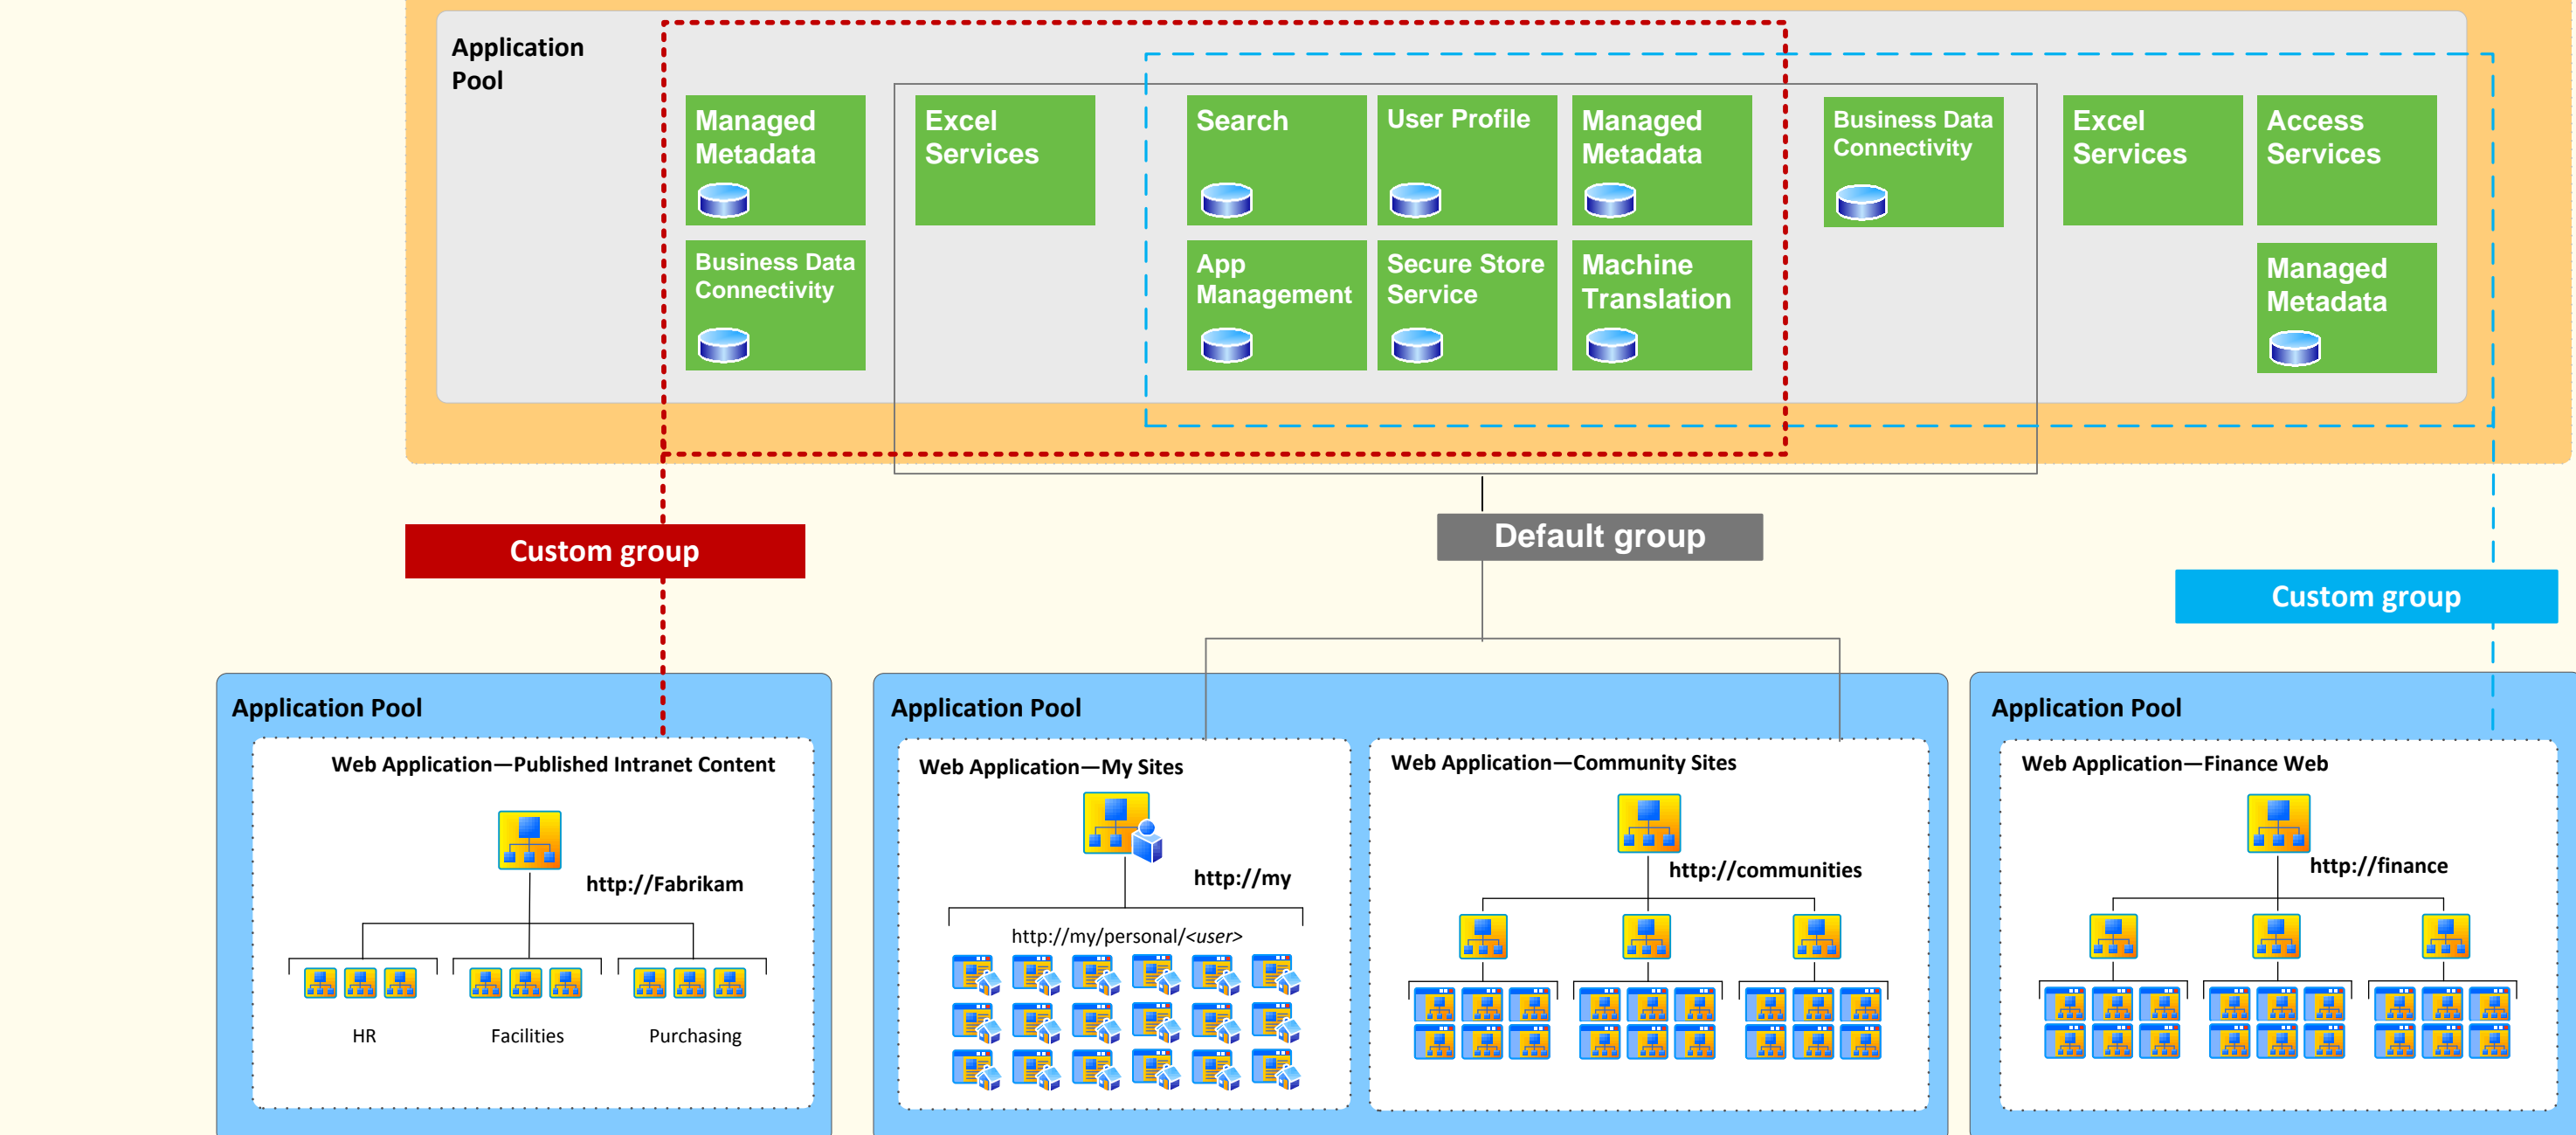 Application
Pool
Managed
Metadata
Excel
Services
Search
User Profile
Managed
Metadata
Business Data
Connectivity
Excel
Services
Access
Services
Business Data
Connectivity
App
Management
Secure Store
Service
Machine
Translation
Managed
Metadata
Custom group
Default group
Custom group
Application Pool
Web Application—Published Intranet Content
http://Fabrikam
HR
Facilities
Purchasing
Application Pool
Web Application—My Sites
http://my
http://my/personal/<user>
Web Application—Community Sites
http://communities
Application Pool
Web Application—Finance Web
http://finance